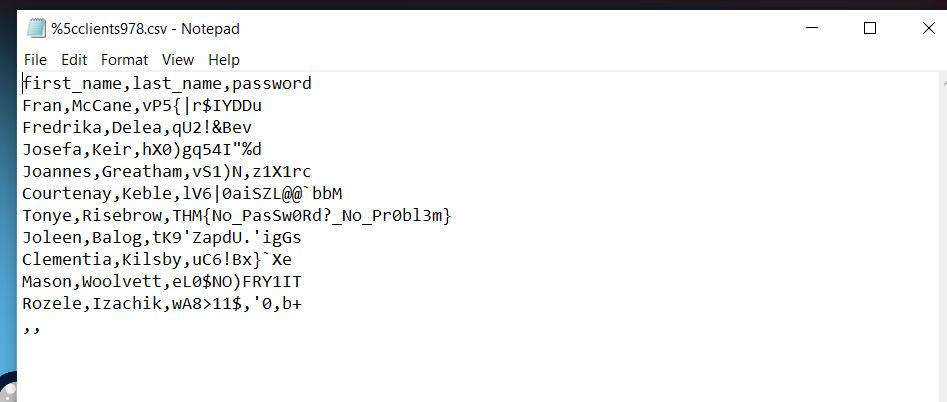 %5cclients978.csv - Notepad
File Edit Format View Help
first_name,last_name,password
Fran,McCane,vP5{|r$IYDDu
Fredrika,Delea,qU2!&Bev
Josefa,Keir,hX0)gq54I"%d
Joannes,Greatham,vS1)N,z1X1rc
Courtenay,Keble,lV6|0aiSZL@@`bbM
Tonye,Risebrow,THM{No_PasSw0Rd?_No_Pr0bl3m}
Joleen,Balog,tK9'ZapdU.'igGs
Clementia,Kilsby,uC6!Bx}`Xe
Mason,Woolvett,eL0$NO)FRY1IT
Rozele,Izachik,wA8>11$,'0,b+
,,